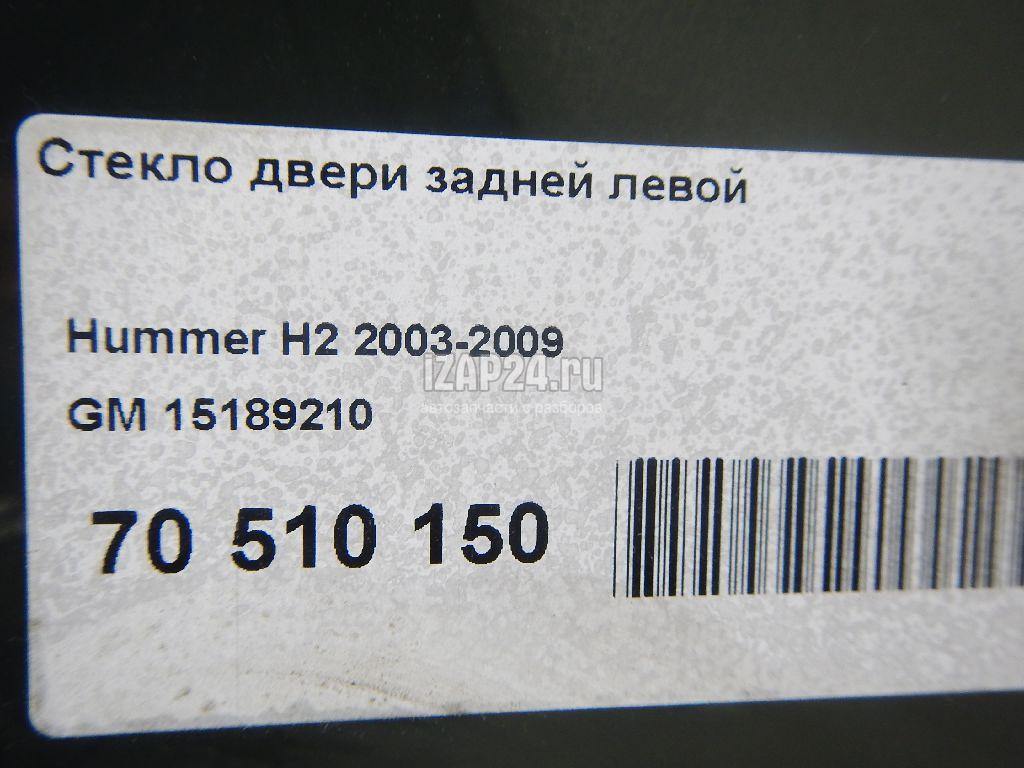 Стекло двери задней левой
Hummer H2 2003-2009
iZAP24.ru
автозапчасти с разборов
GM 15189210
70 510 150